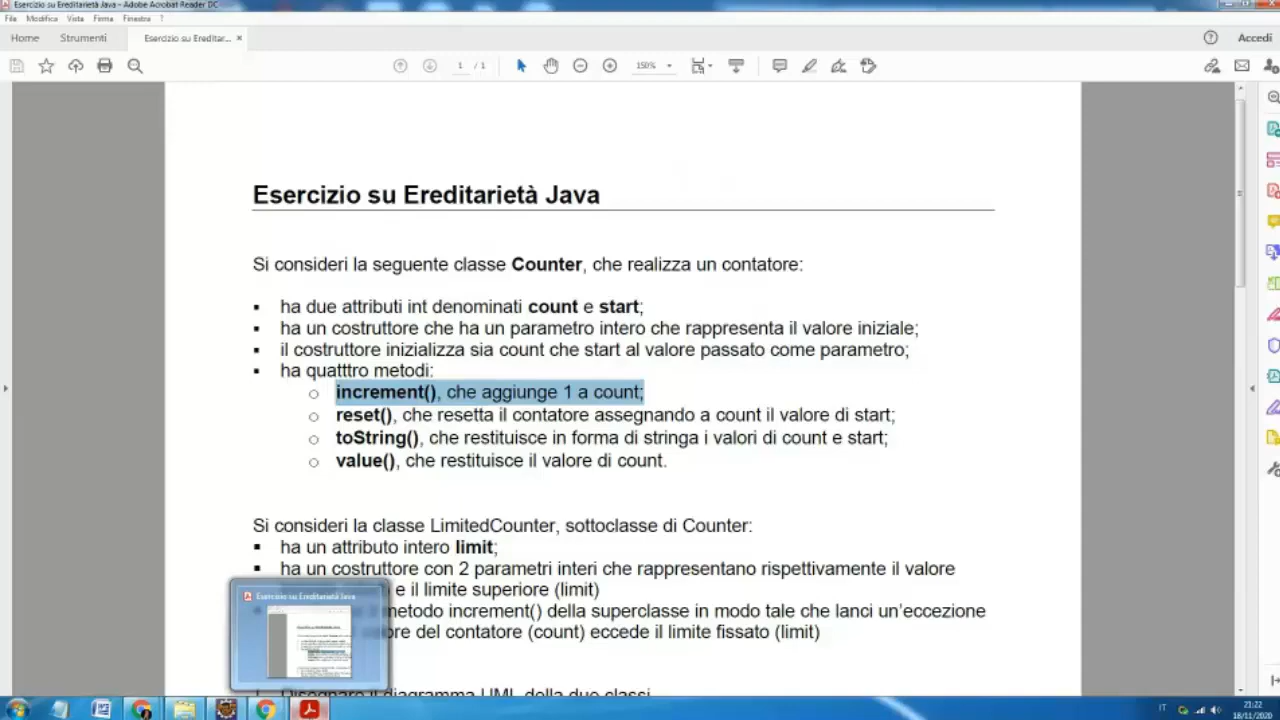 Esercizio su Ereditarietà Java - Adobe Acrobat Reader DC
File Modifica Vista Firma Finestra ?
Home Strumenti Esercizio su Ereditar... × Accedi
1 / 1 150%
Esercizio su Ereditarietà Java
Si consideri la seguente classe Counter, che realizza un contatore:
▪ ha due attributi int denominati count e start;
▪ ha un costruttore che ha un parametro intero che rappresenta il valore iniziale;
▪ il costruttore inizializza sia count che start al valore passato come parametro;
▪ ha quatttro metodi:
○ increment(), che aggiunge 1 a count;
○ reset(), che resetta il contatore assegnando a count il valore di start;
○ toString(), che restituisce in forma di stringa i valori di count e start;
○ value(), che restituisce il valore di count.
Si consideri la classe LimitedCounter, sottoclasse di Counter:
▪ ha un attributo intero limit;
▪ ha un costruttore con 2 parametri interi che rappresentano rispettivamente il valore
e il limite superiore (limit)
Esercizio su Ereditarietà Java
metodo increment() della superclasse in modo tale che lanci un'eccezione
del contatore (count) eccede il limite fissato (limit)
Disegnare il diagramma UML della due classi
IT 21:22
18/11/2020